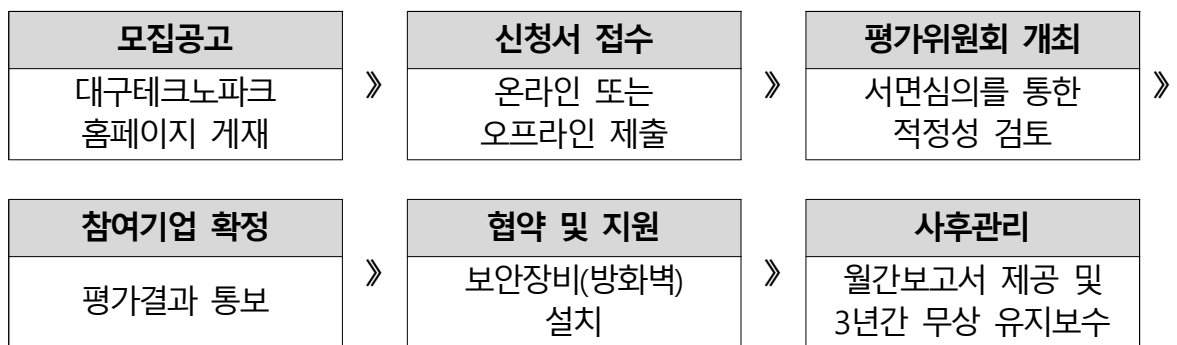 모집공고
대구테크노파크
홈페이지 게재
》
신청서 접수
온라인 또는
오프라인 제출
》
평가위원회 개최
서면심의를 통한
적정성 검토
》
참여기업 확정
평가결과 통보
》
협약 및 지원
보안장비(방화벽)
설치
》
사후관리
월간보고서 제공 및
3년간 무상 유지보수